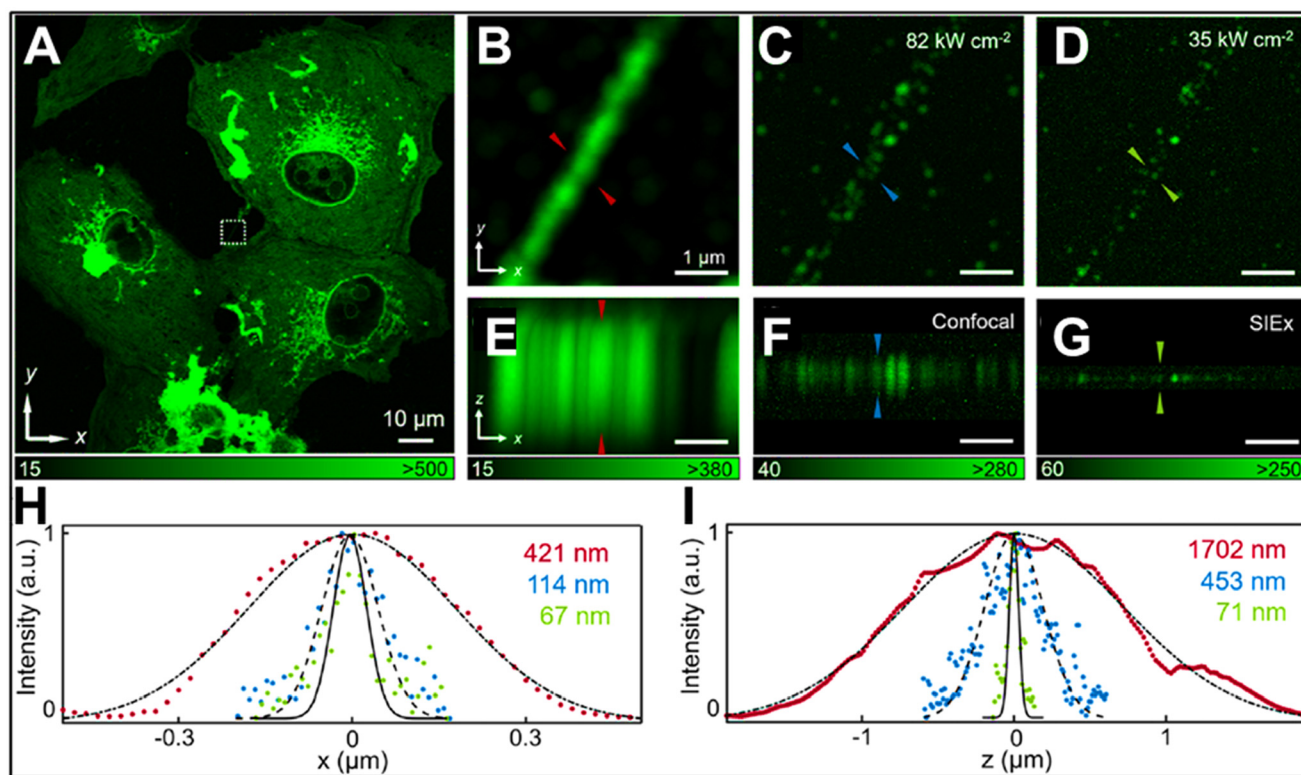 A
B
C
82 kW cm⁻²
D
35 kW cm⁻²
y
x
10 µm
15 >500
y
x
1 µm
E
z
x
15 >380
F
Confocal
40 >280
G
SIEx
60 >250
H
1
421 nm
114 nm
67 nm
Intensity (a.u.)
0
-0.3 0 0.3
x (µm)
I
1
1702 nm
453 nm
71 nm
Intensity (a.u.)
0
-1 0 1
z (µm)